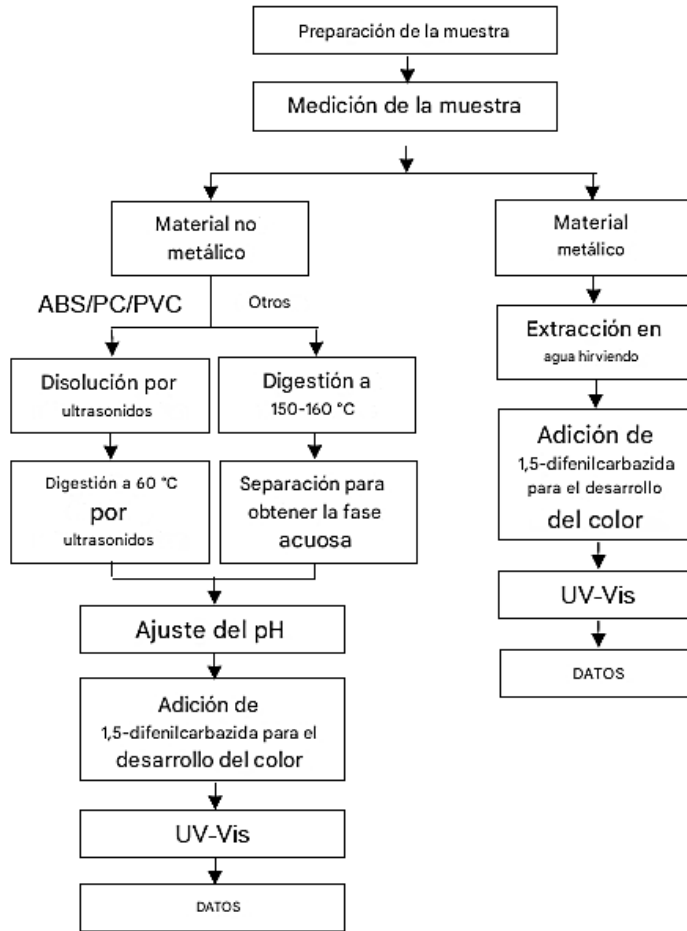 Preparación de la muestra
Medición de la muestra
Material no
metálico
ABS/PC/PVC
Otros
Disolución por
ultrasonidos
Digestión a 60 °C
por
ultrasonidos
Digestión a
150-160 °C
Separación para
obtener la fase
acuosa
Ajuste del pH
Adición de
1,5-difenilcarbazida para el
desarrollo del color
UV-Vis
DATOS
Material
metálico
Extracción en
agua hirviendo
Adición de
1,5-difenilcarbazida
para el desarrollo
del color
UV-Vis
DATOS